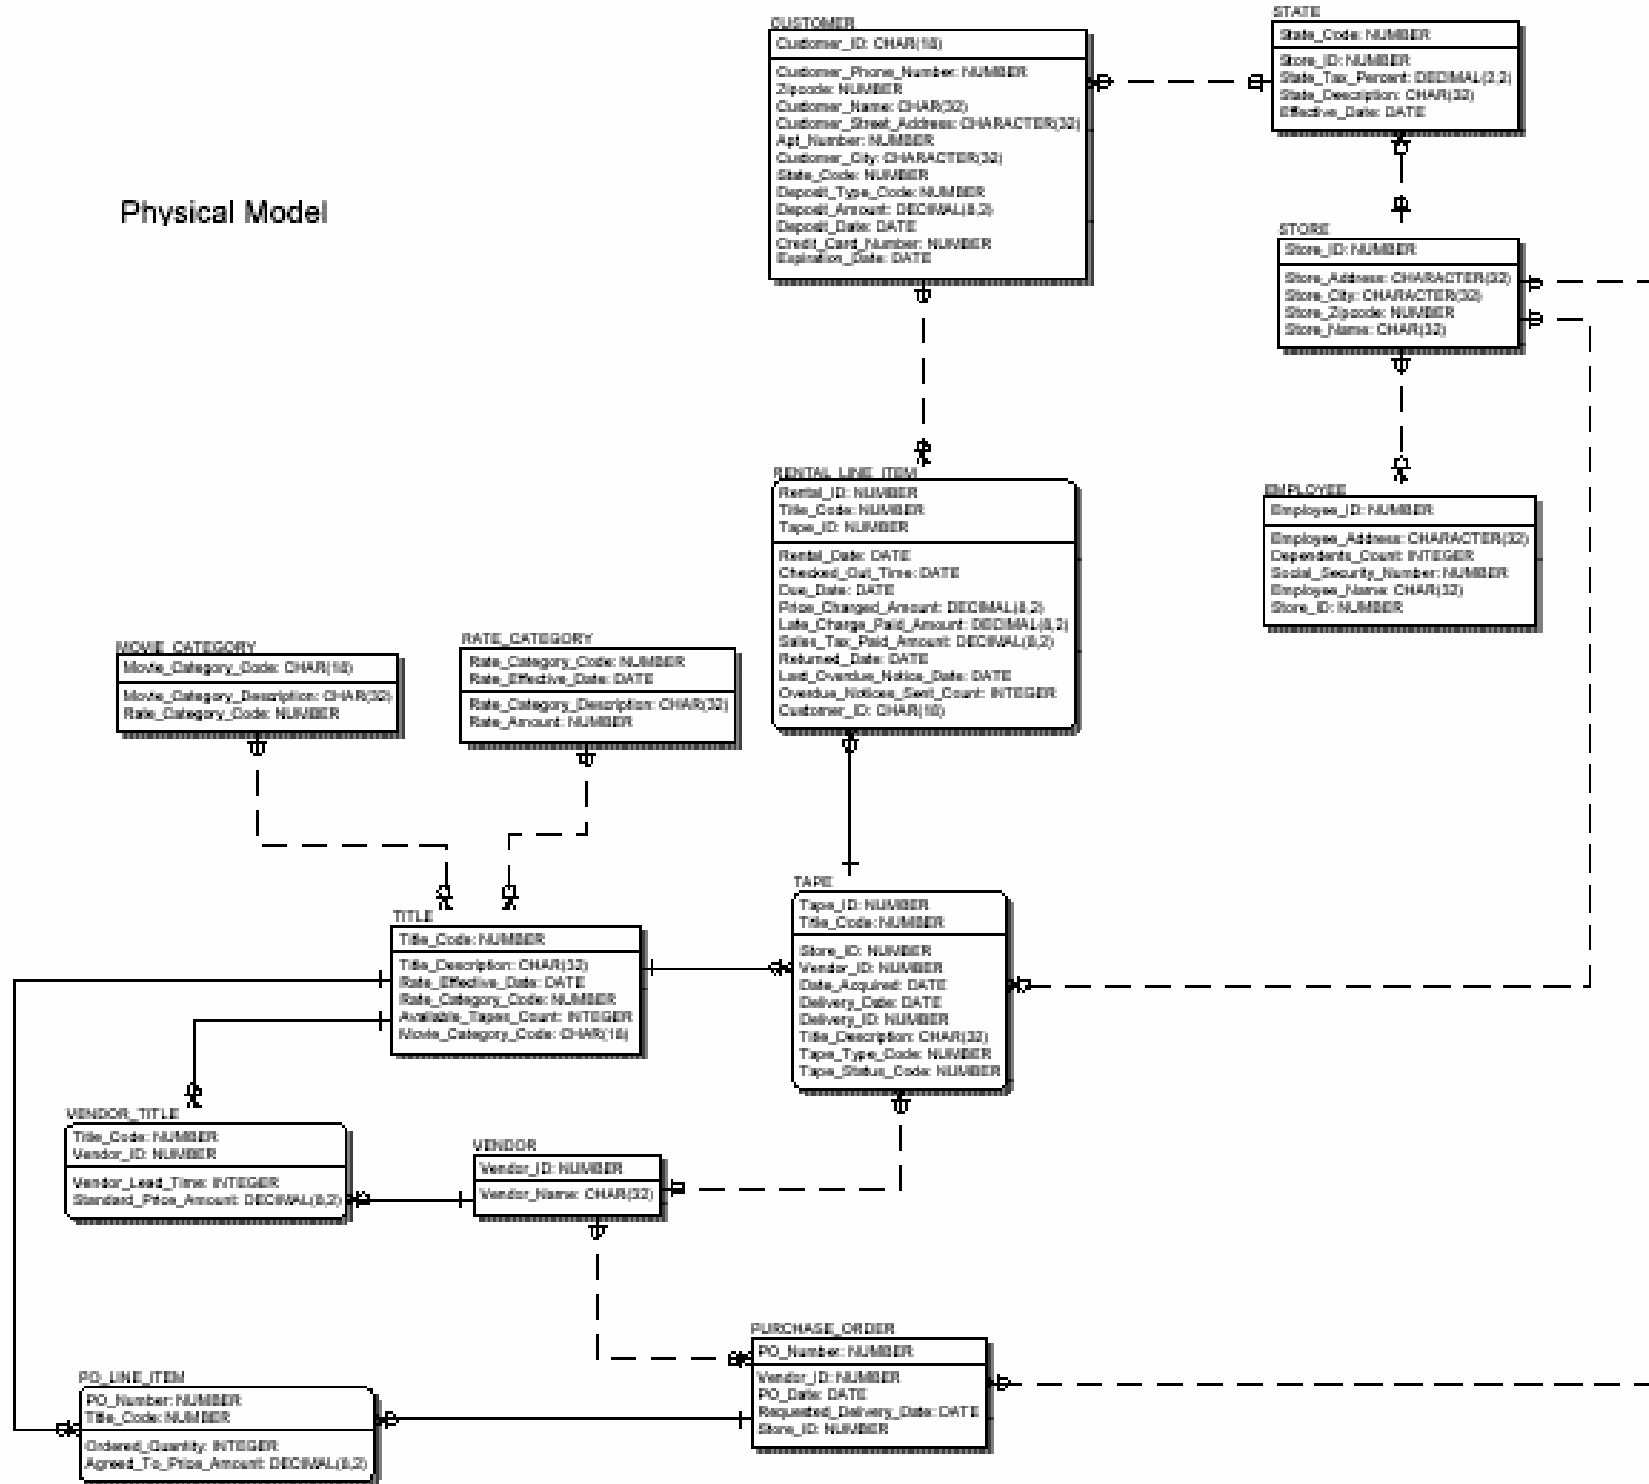 Physical Model
CUSTOMER
Customer_ID: CHAR(18)
Customer_Phone_Number: NUMBER
Zipcode: NUMBER
Customer_Name: CHAR(32)
Customer_Street_Address: CHARACTER(32)
Apt_Number: NUMBER
Customer_City: CHARACTER(32)
State_Code: NUMBER
Deposit_Type_Code: NUMBER
Deposit_Amount: DECIMAL(8,2)
Deposit_Date: DATE
Credit_Card_Number: NUMBER
Expiration_Date: DATE
STATE
State_Code: NUMBER
Store_ID: NUMBER
State_Tax_Percent: DECIMAL(2,2)
State_Description: CHAR(32)
Effective_Date: DATE
STORE
Store_ID: NUMBER
Store_Address: CHARACTER(32)
Store_City: CHARACTER(32)
Store_Zipcode: NUMBER
Store_Name: CHAR(32)
RENTAL_LINE_ITEM
Rental_ID: NUMBER
Title_Code: NUMBER
Tape_ID: NUMBER
Rental_Date: DATE
Checked_Out_Time: DATE
Due_Date: DATE
Price_Charged_Amount: DECIMAL(8,2)
Late_Charge_Paid_Amount: DECIMAL(8,2)
Sales_Tax_Paid_Amount: DECIMAL(8,2)
Returned_Date: DATE
Last_Overdue_Notice_Date: DATE
Overdue_Notices_Sent_Count: INTEGER
Customer_ID: CHAR(18)
EMPLOYEE
Employee_ID: NUMBER
Employee_Address: CHARACTER(32)
Dependents_Count: INTEGER
Social_Security_Number: NUMBER
Employee_Name: CHAR(32)
Store_ID: NUMBER
MOVIE_CATEGORY
Movie_Category_Code: CHAR(18)
Movie_Category_Description: CHAR(32)
Rate_Category_Code: NUMBER
RATE_CATEGORY
Rate_Category_Code: NUMBER
Rate_Effective_Date: DATE
Rate_Category_Description: CHAR(32)
Rate_Amount: NUMBER
TITLE
Title_Code: NUMBER
Title_Description: CHAR(32)
Rate_Effective_Date: DATE
Rate_Category_Code: NUMBER
Available_Tapes_Count: INTEGER
Movie_Category_Code: CHAR(18)
TAPE
Tape_ID: NUMBER
Title_Code: NUMBER
Store_ID: NUMBER
Vendor_ID: NUMBER
Date_Acquired: DATE
Delivery_Date: DATE
Delivery_ID: NUMBER
Title_Description: CHAR(32)
Tape_Type_Code: NUMBER
Tape_Status_Code: NUMBER
VENDOR_TITLE
Title_Code: NUMBER
Vendor_ID: NUMBER
Vendor_Lead_Time: INTEGER
Standard_Price_Amount: DECIMAL(8,2)
VENDOR
Vendor_ID: NUMBER
Vendor_Name: CHAR(32)
PURCHASE_ORDER
PO_Number: NUMBER
Vendor_ID: NUMBER
PO_Date: DATE
Requested_Delivery_Date: DATE
Store_ID: NUMBER
PO_LINE_ITEM
PO_Number: NUMBER
Title_Code: NUMBER
Ordered_Quantity: INTEGER
Agreed_To_Price_Amount: DECIMAL(8,2)